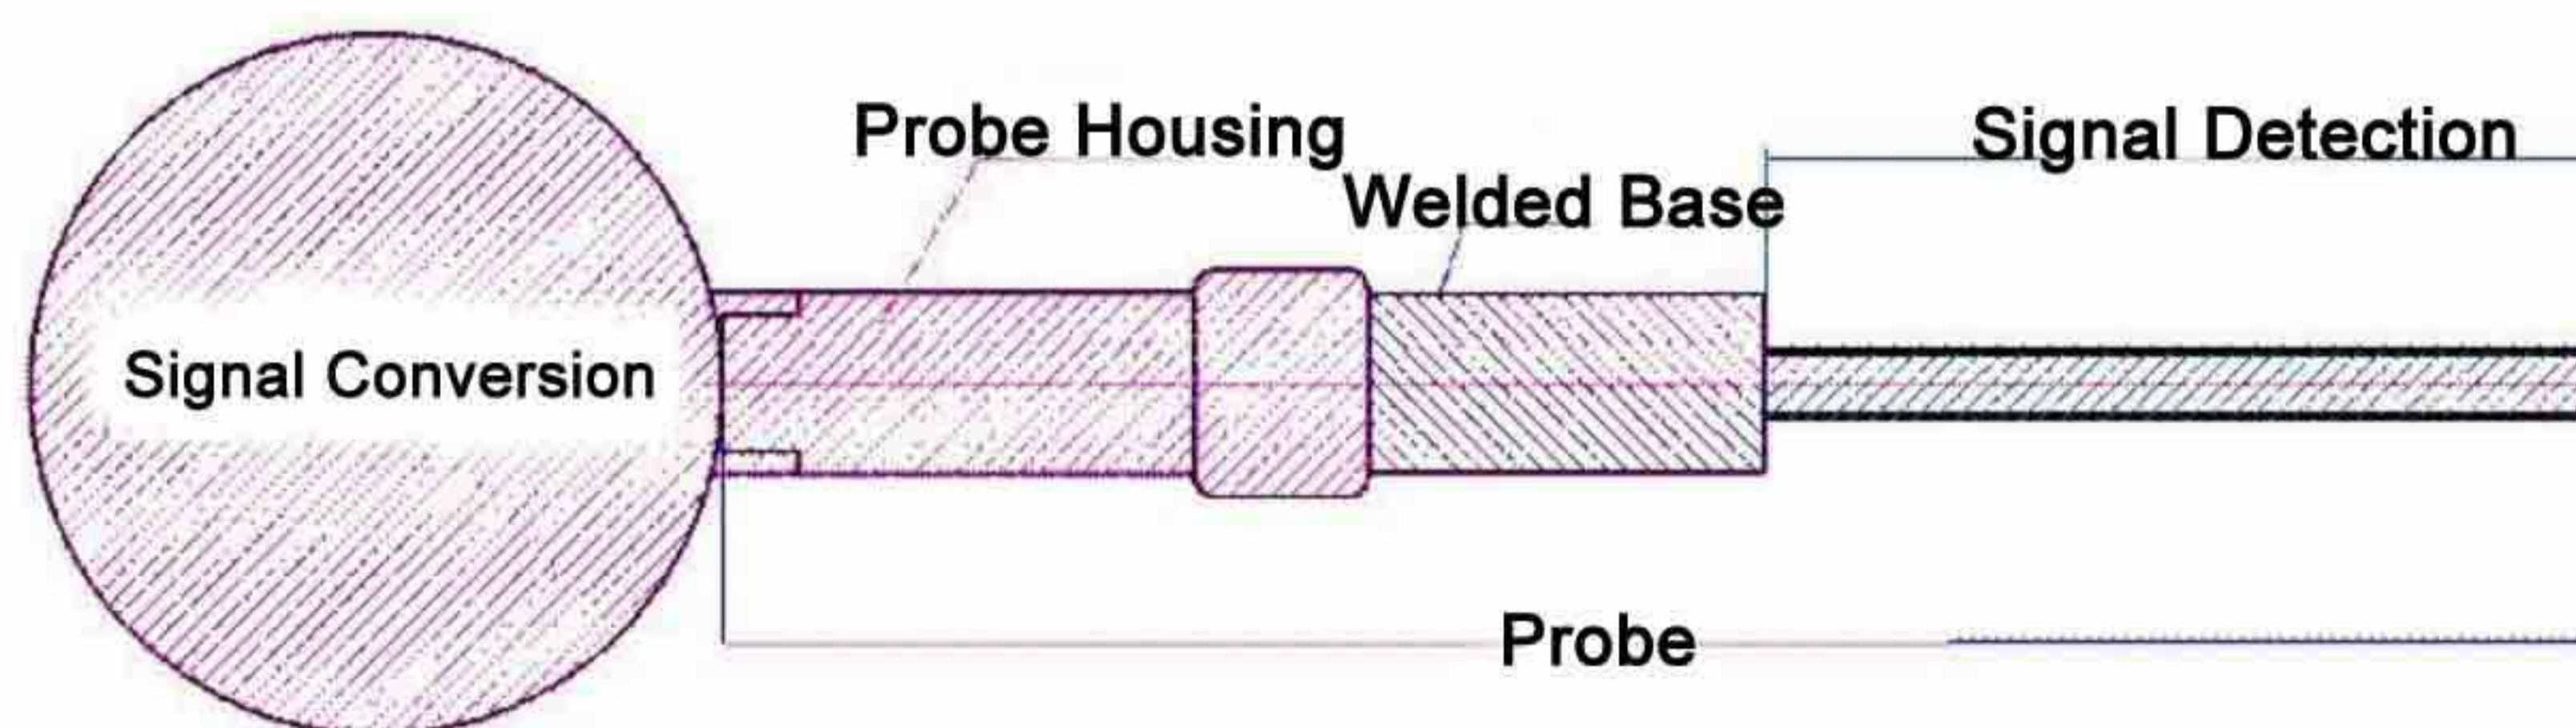 Probe Housing
Signal Detection
Welded Base
Signal Conversion
Probe